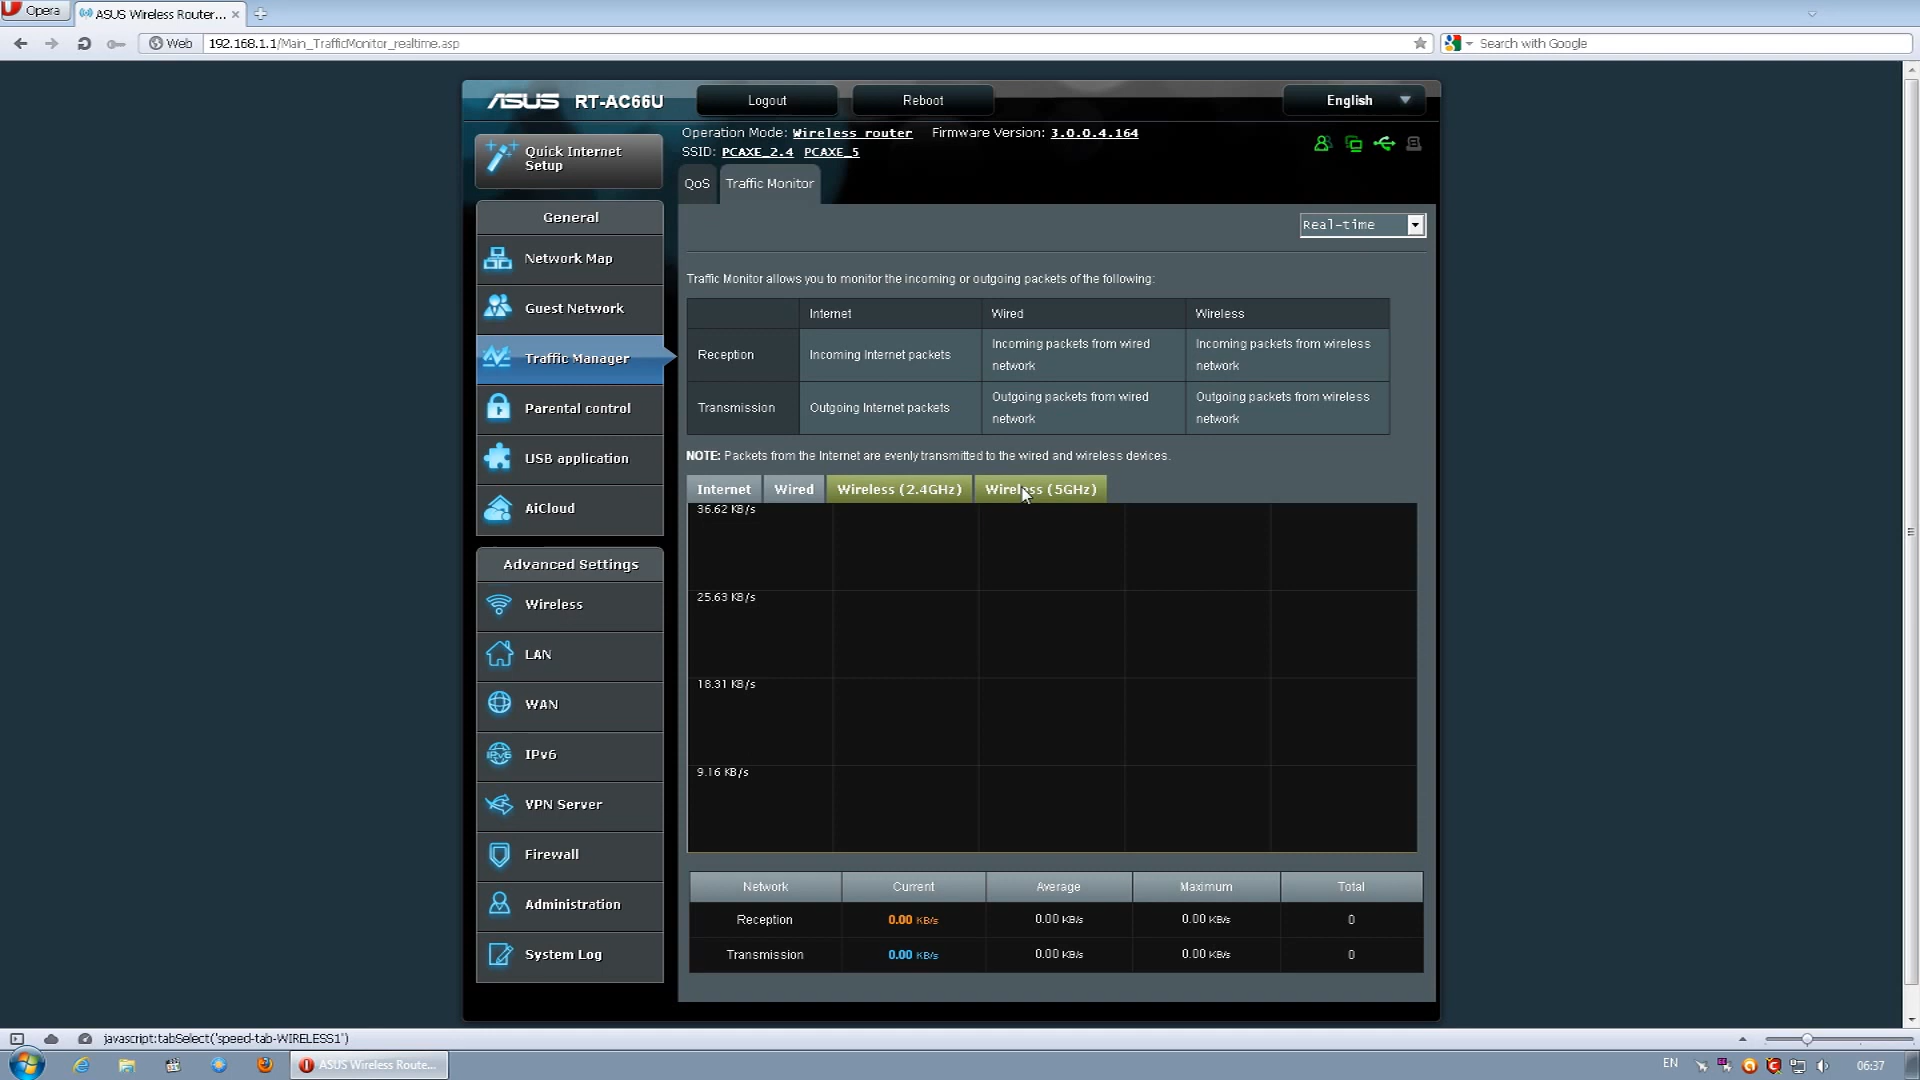 Opera
ASUS Wireless Router...
Web
192.168.1.1/Main_TrafficMonitor_realtime.asp
Search with Google
ASUS RT-AC66U
Logout
Reboot
English
Operation Mode: Wireless router Firmware Version: 3.0.0.4.164
SSID: PCAXE_2.4 PCAXE_5
Quick Internet
Setup
General
Network Map
Guest Network
Traffic Manager
Parental control
USB application
AiCloud
Advanced Settings
Wireless
LAN
WAN
IPv6
IPv6
VPN Server
Firewall
Administration
System Log
QoS
Traffic Monitor
Real-time
Traffic Monitor allows you to monitor the incoming or outgoing packets of the following:
Internet Wired Wireless
Reception
Incoming Internet packets
Incoming packets from wired
network
Incoming packets from wireless
network
Transmission
Outgoing Internet packets
Outgoing packets from wired
network
Outgoing packets from wireless
network
NOTE: Packets from the Internet are evenly transmitted to the wired and wireless devices.
Internet
Wired
Wireless (2.4GHz)
Wireless (5GHz)
36.62 KB/s
25.63 KB/s
18.31 KB/s
9.16 KB/s
Network Current Average Maximum Total
Reception 0.00 KB/s 0.00 KB/s 0.00 KB/s 0
Transmission 0.00 KB/s 0.00 KB/s 0.00 KB/s 0
javascript:tabSelect('speed-tab-WIRELESS1')
ASUS Wireless Route...
EN
06:37